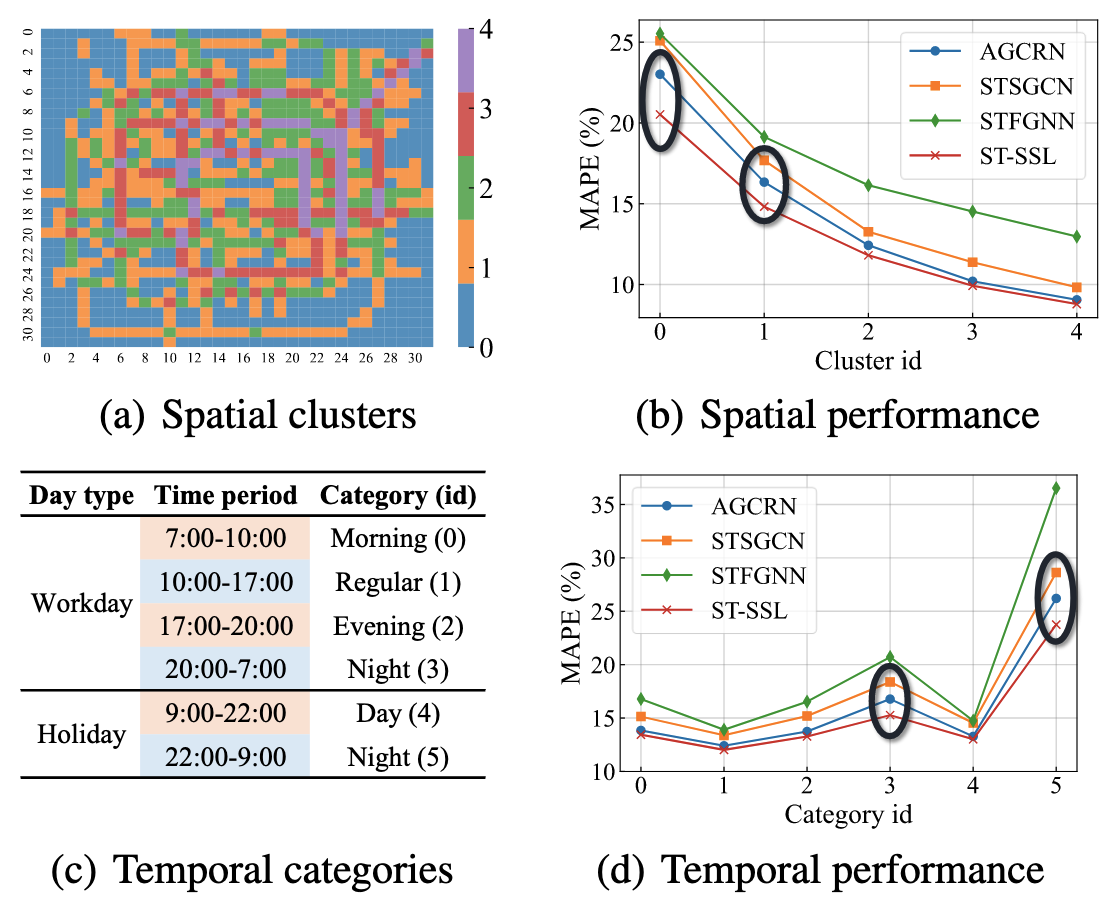 0
2
4
6
8
10
12
14
16
18
20
22
24
26
28
30
0 2 4 6 8 10 12 14 16 18 20 22 24 26 28 30
4
3
2
1
0
(a) Spatial clusters
MAPE (%)
25
20
15
10
0 1 2 3 4
Cluster id
AGCRN
STSGCN
STFGNN
ST-SSL
(b) Spatial performance
Day type Time period Category (id)
Workday
7:00-10:00 Morning (0)
10:00-17:00 Regular (1)
17:00-20:00 Evening (2)
20:00-7:00 Night (3)
Holiday
9:00-22:00 Day (4)
22:00-9:00 Night (5)
(c) Temporal categories
MAPE (%)
35
30
25
20
15
10
0 1 2 3 4 5
Category id
AGCRN
STSGCN
STFGNN
ST-SSL
(d) Temporal performance